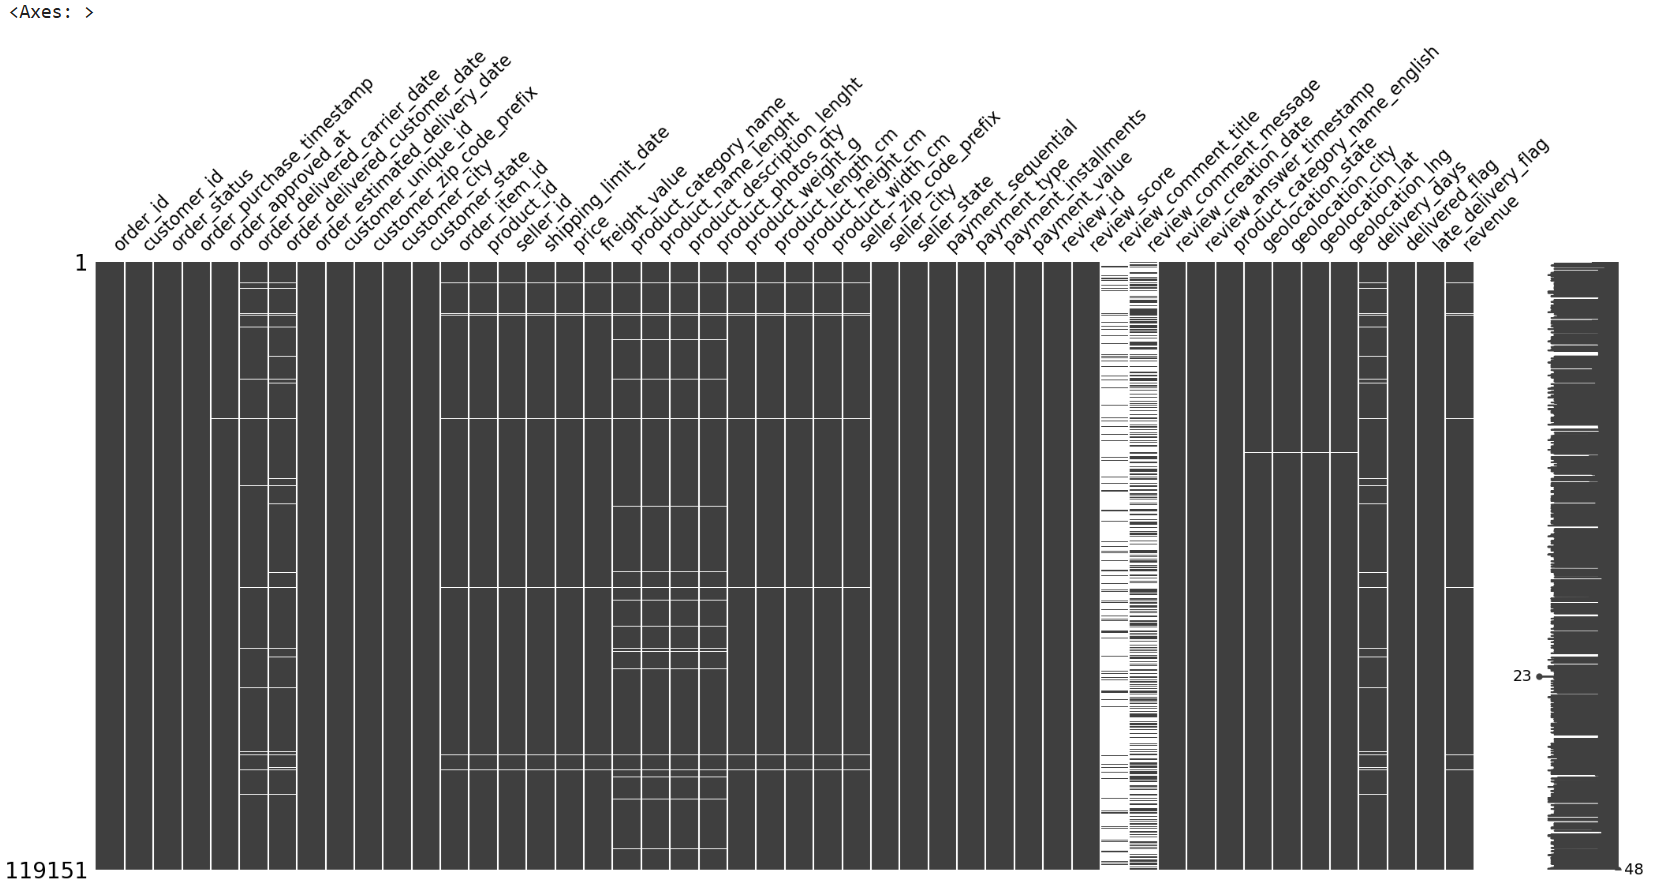 <Axes: >
order_id
customer_id
order_status
order_purchase_timestamp
order_approved_at
order_delivered_carrier_date
order_delivered_customer_date
order_estimated_delivery_date
customer_unique_id
customer_zip_code_prefix
customer_city
customer_state
order_item_id
product_id
seller_id
shipping_limit_date
price
freight_value
product_category_name
product_name_lenght
product_description_lenght
product_photos_qty
product_weight_g
product_length_cm
product_height_cm
product_width_cm
seller_zip_code_prefix
seller_city
seller_state
payment_sequential
payment_type
payment_installments
payment_value
review_id
review_score
review_comment_title
review_comment_message
review_creation_date
review_answer_timestamp
product_category_name_english
geolocation_state
geolocation_city
geolocation_lat
geolocation_lng
delivery_days
delivered_flag
late_delivery_flag
revenue
1
23
119151
48